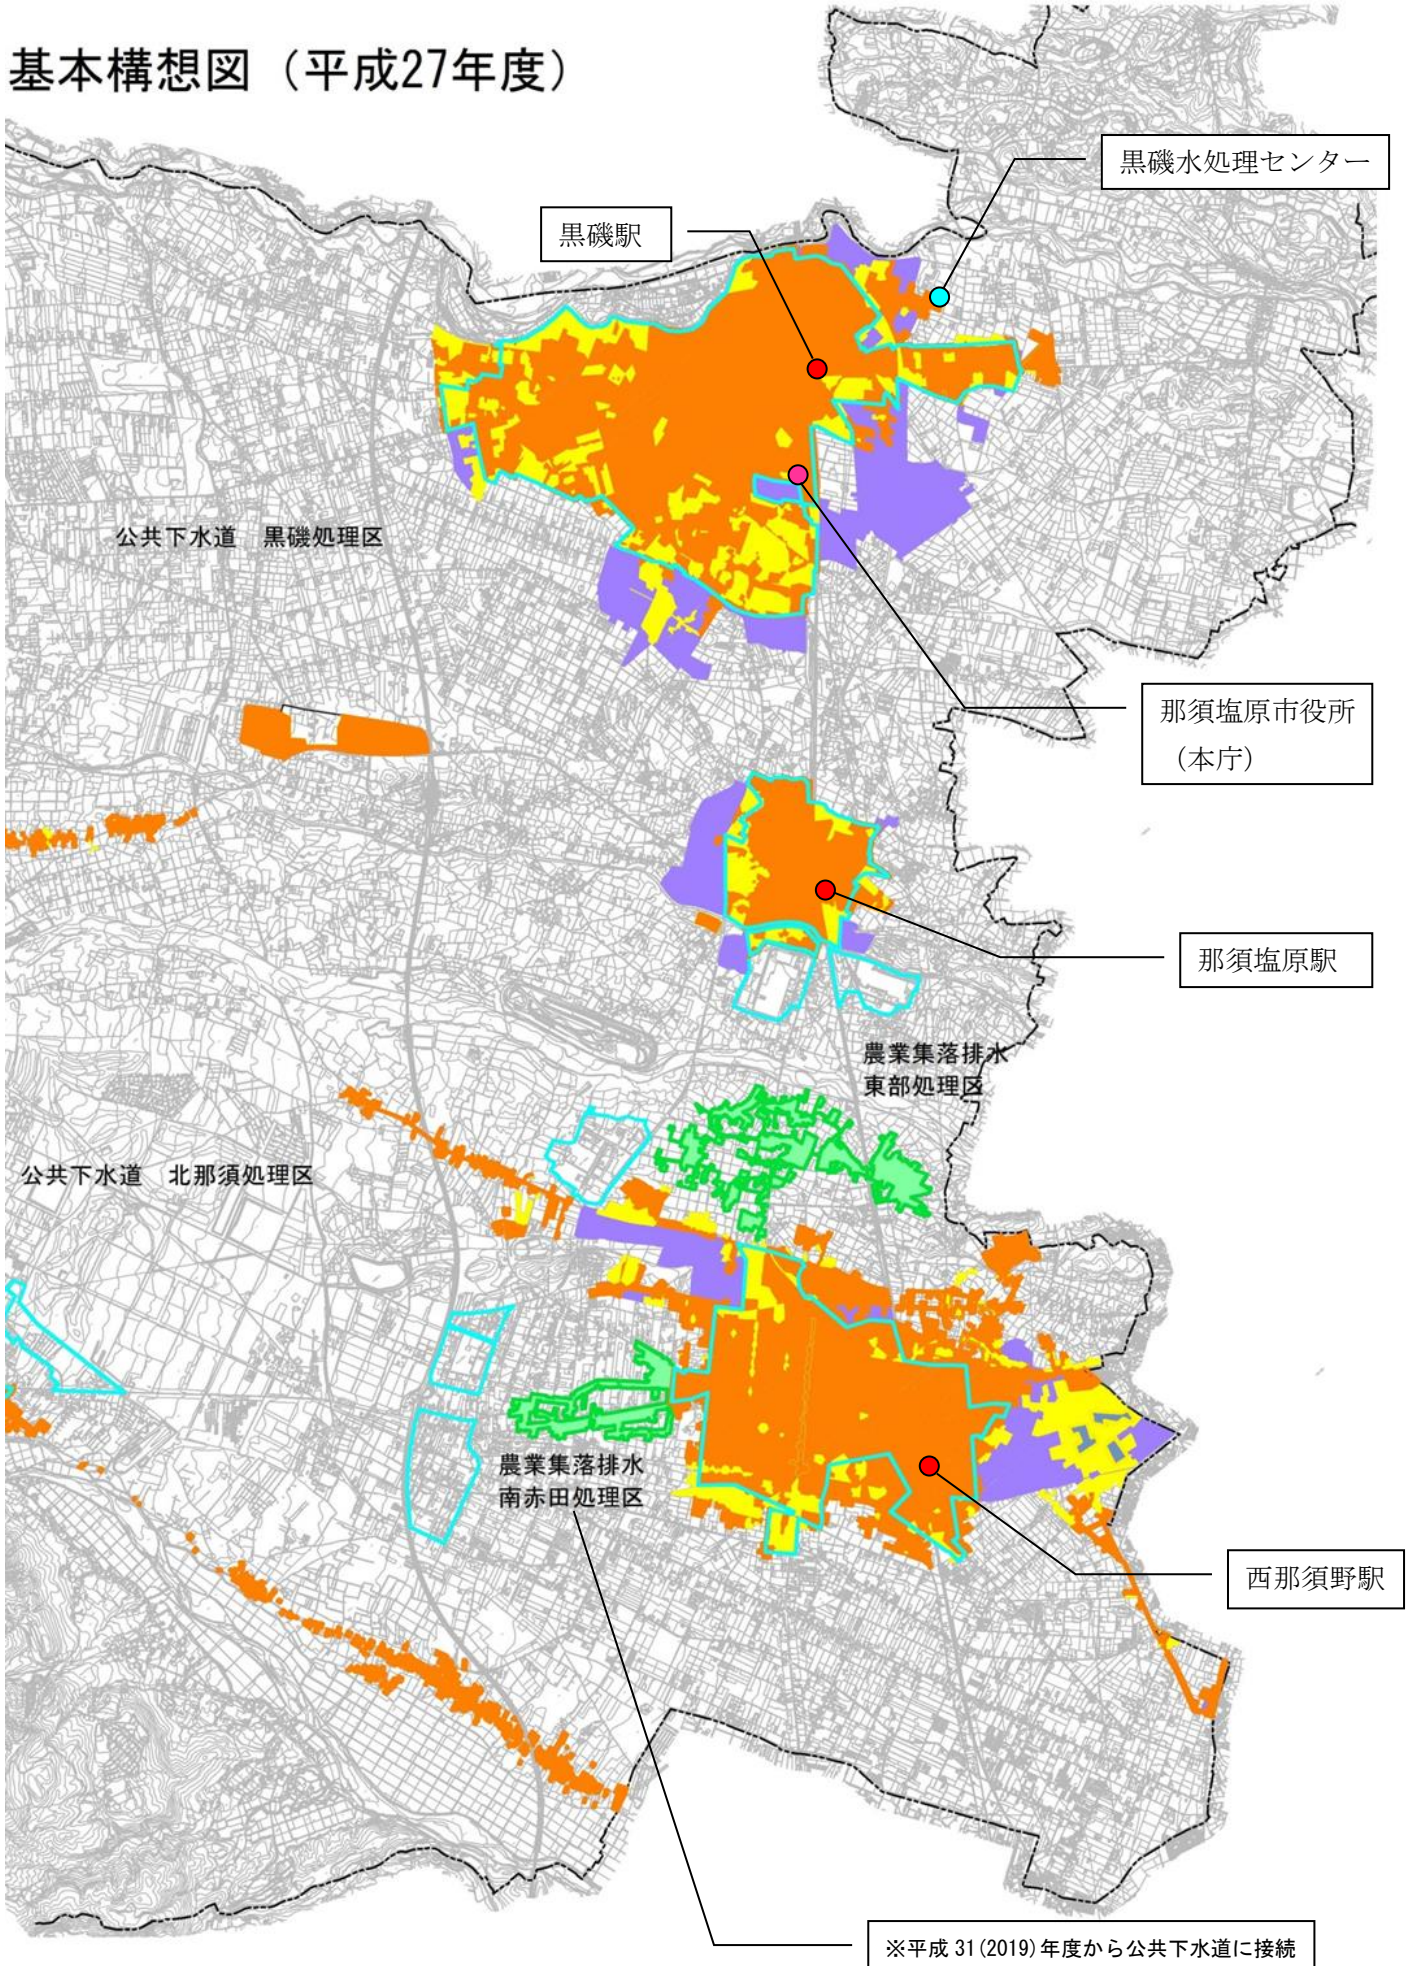 基本構想図（平成27年度）
黒磯水処理センター
黒磯駅
公共下水道　黒磯処理区
那須塩原市役所
（本庁）
那須塩原駅
農業集落排水
東部処理区
公共下水道　北那須処理区
農業集落排水
南赤田処理区
西那須野駅
※平成 31(2019)年度から公共下水道に接続